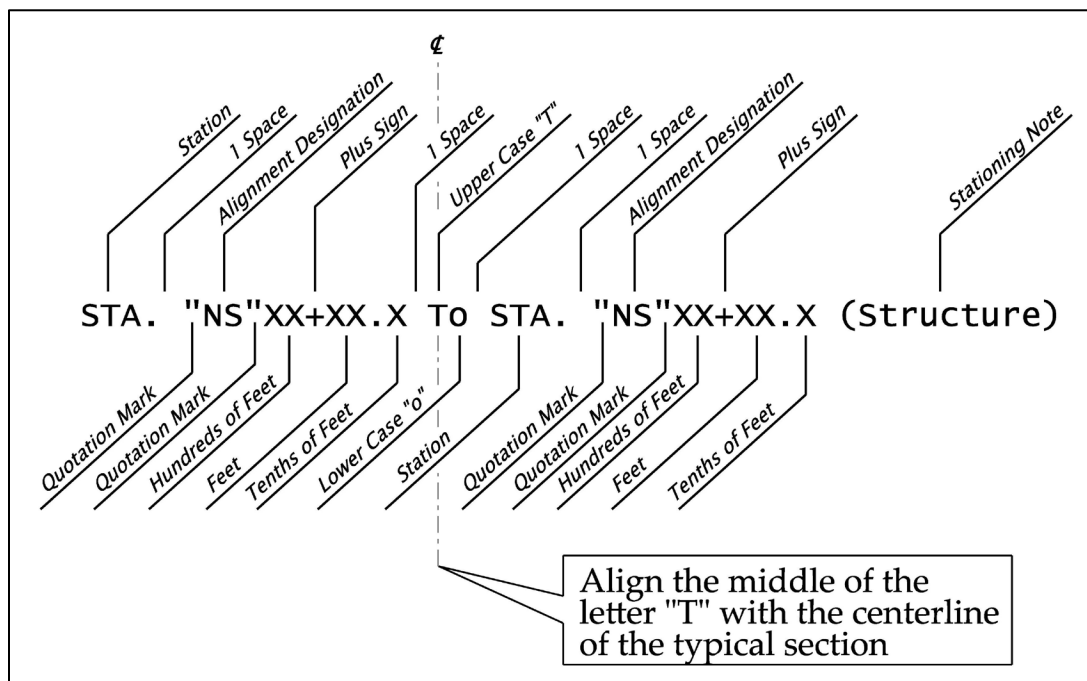 ℄
Station
1 Space
Alignment Designation
Plus Sign
1 Space
Upper Case "T"
1 Space
1 Space
Alignment Designation
Plus Sign
Stationing Note
STA. "NS"XX+XX.X To STA. "NS"XX+XX.X (Structure)
Quotation Mark
Quotation Mark
Hundreds of Feet
Feet
Tenths of Feet
Lower Case "o"
Station
Quotation Mark
Quotation Mark
Hundreds of Feet
Feet
Tenths of Feet
Align the middle of the
letter "T" with the centerline
of the typical section